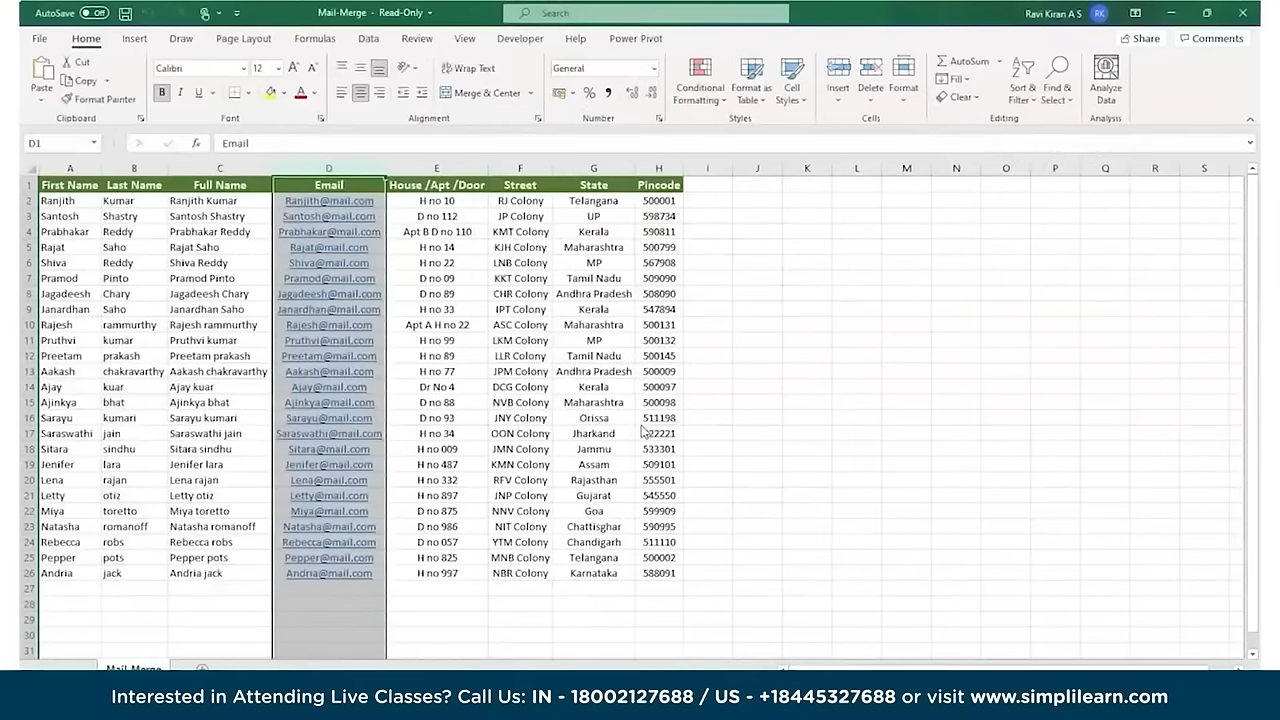 AutoSave Off Mail-Merge - Read-Only Search Ravi Kiran A S RK
File Home Insert Draw Page Layout Formulas Data Review View Developer Help Power Pivot Share Comments
Paste Cut Copy Format Painter Calibri 12 Wrap Text Merge & Center General Conditional Formatting Format as Table Cell Styles Insert Delete Format AutoSum Fill Clear Sort & Filter Find & Select Analyze Data
Clipboard Font Alignment Number Styles Cells Editing Analysis
D1 fx Email
A B C D E F G H I J K L M N O P Q R S
1 First Name Last Name Full Name Email House /Apt /Door Street State Pincode
2 Ranjith Kumar Ranjith Kumar Ranjith@mail.com H no 10 RJ Colony Telangana 500001
3 Santosh Shastry Santosh Shastry Santosh@mail.com D no 112 JP Colony UP 598734
4 Prabhakar Reddy Prabhakar Reddy Prabhakar@mail.com Apt B D no 110 KMT Colony Kerala 590811
5 Rajat Saho Rajat Saho Rajat@mail.com H no 14 KJH Colony Maharashtra 500799
6 Shiva Reddy Shiva Reddy Shiva@mail.com H no 22 LNB Colony MP 567908
7 Pramod Pinto Pramod Pinto Pramod@mail.com D no 09 KKT Colony Tamil Nadu 509090
8 Jagadeesh Chary Jagadeesh Chary Jagadeesh@mail.com D no 89 CHR Colony Andhra Pradesh 508090
9 Janardhan Saho Janardhan Saho Janardhan@mail.com H no 33 IPT Colony Kerala 547894
10 Rajesh rammurthy Rajesh rammurthy Rajesh@mail.com Apt A H no 22 ASC Colony Maharashtra 500131
11 Pruthvi kumar Pruthvi kumar Pruthvi@mail.com H no 99 LKM Colony MP 500132
12 Preetam prakash Preetam prakash Preetam@mail.com H no 89 LLR Colony Tamil Nadu 500145
13 Aakash chakravarthy Aakash chakravarthy Aakash@mail.com H no 77 JPM Colony Andhra Pradesh 500009
14 Ajay kuar Ajay kuar Ajay@mail.com Dr No 4 DCG Colony Kerala 500097
15 Ajinkya bhat Ajinkya bhat Ajinkya@mail.com D no 88 NVB Colony Maharashtra 500098
16 Sarayu kumari Sarayu kumari Sarayu@mail.com D no 93 JNY Colony Orissa 511198
17 Saraswathi jain Saraswathi jain Saraswathi@mail.com H no 34 OON Colony Jharkand
18 Sitara sindhu Sitara sindhu Sitara@mail.com H no 009 JMN Colony Jammu 533301
19 Jenifer lara Jenifer lara Jenifer@mail.com H no 487 KMN Colony Assam 509101
20 Lena rajan Lena rajan Lena@mail.com H no 332 RFV Colony Rajasthan 555501
21 Letty otiz Letty otiz Letty@mail.com H no 897 JNP Colony Gujarat 545550
22 Miya toretto Miya toretto Miya@mail.com D no 875 NNV Colony Goa 599909
23 Natasha romanoff Natasha romanoff Natasha@mail.com D no 986 NIT Colony Chattisghar 590995
24 Rebecca robs Rebecca robs Rebecca@mail.com D no 057 YTM Colony Chandigarh 511110
25 Pepper pots Pepper pots Pepper@mail.com H no 825 MNB Colony Telangana 500002
26 Andria jack Andria jack Andria@mail.com H no 997 NBR Colony Karnataka 588091
27
28
29
30
31
Mail-Merge
Interested in Attending Live Classes? Call Us: IN - 18002127688 / US - +18445327688 or visit www.simplilearn.com